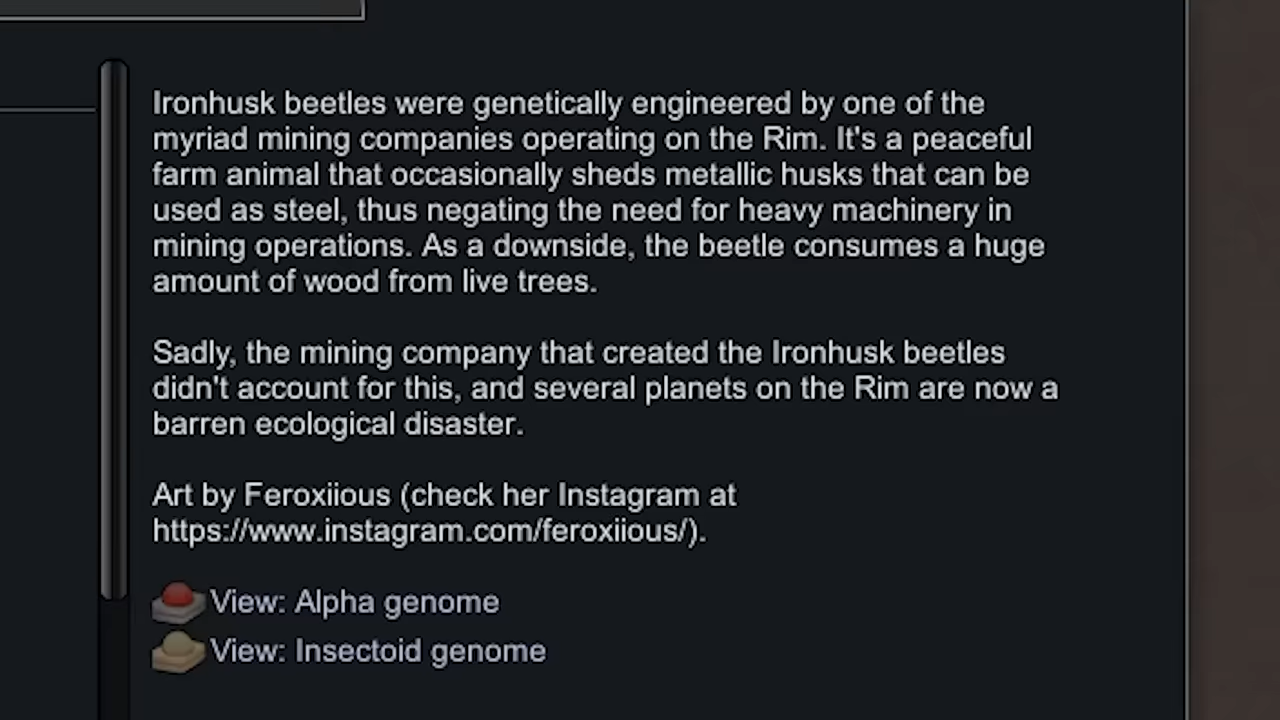 Ironhusk beetles were genetically engineered by one of the
myriad mining companies operating on the Rim. It's a peaceful
farm animal that occasionally sheds metallic husks that can be
used as steel, thus negating the need for heavy machinery in
mining operations. As a downside, the beetle consumes a huge
amount of wood from live trees.
Sadly, the mining company that created the Ironhusk beetles
didn't account for this, and several planets on the Rim are now a
barren ecological disaster.
Art by Feroxiious (check her Instagram at
https://www.instagram.com/feroxiious/).
View: Alpha genome
View: Insectoid genome